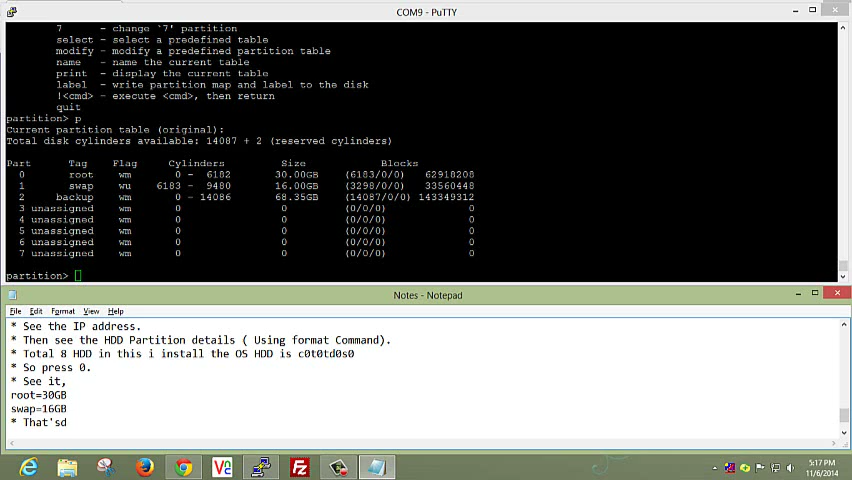 COM9 - PuTTY
7 - change `7' partition
select - select a predefined table
modify - modify a predefined partition table
name - name the current table
print - display the current table
label - write partition map and label to the disk
!<cmd> - execute <cmd>, then return
quit
partition> p
Current partition table (original):
Total disk cylinders available: 14087 + 2 (reserved cylinders)
Part Tag Flag Cylinders Size Blocks
0 root wm 0 - 6182 30.00GB (6183/0/0) 62918208
1 swap wu 6183 - 9480 16.00GB (3298/0/0) 33560448
2 backup wm 0 - 14086 68.35GB (14087/0/0) 143349312
3 unassigned wm 0 0 (0/0/0) 0
4 unassigned wm 0 0 (0/0/0) 0
5 unassigned wm 0 0 (0/0/0) 0
6 unassigned wm 0 0 (0/0/0) 0
7 unassigned wm 0 0 (0/0/0) 0
partition>
Notes - Notepad
File Edit Format View Help
* See the IP address.
* Then see the HDD Partition details ( Using format Command).
* Total 8 HDD in this i install the OS HDD is c0t0td0s0
* So press 0.
* See it,
root=30GB
swap=16GB
* That'sd
5:17 PM
11/6/2014